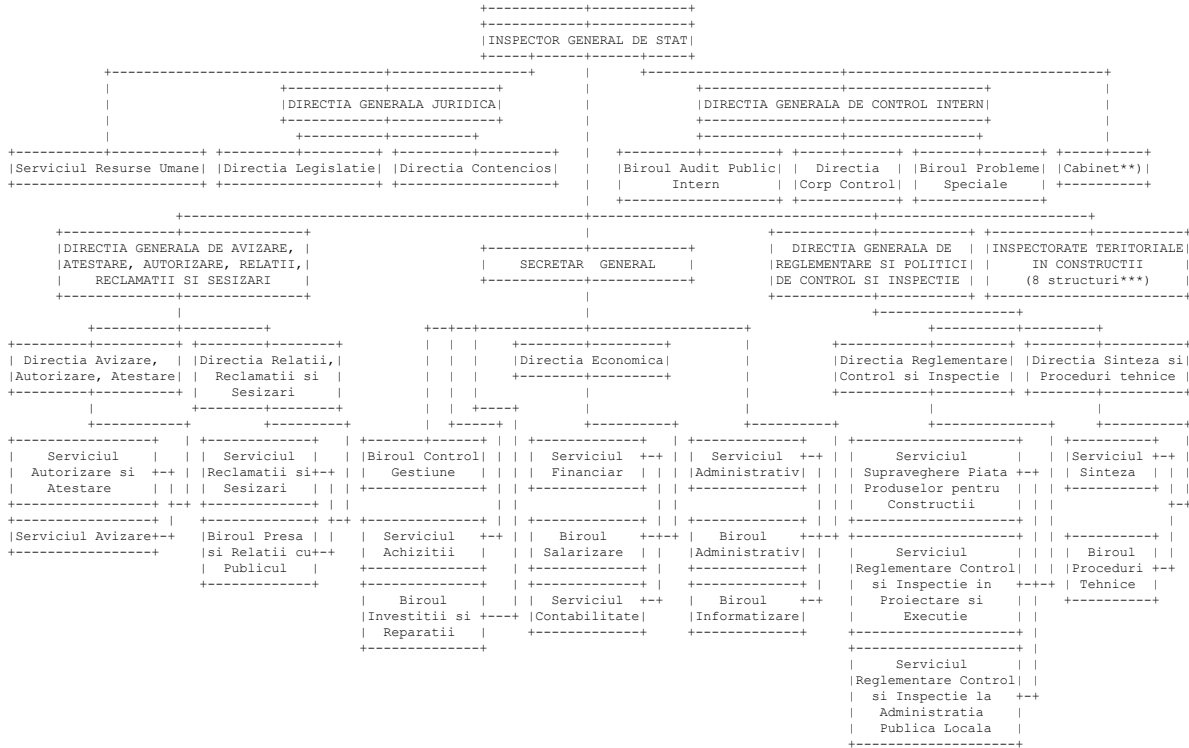 INSPECTOR GENERAL DE STAT
DIRECTIA GENERALA JURIDICA
DIRECTIA GENERALA DE CONTROL INTERN
Serviciul Resurse Umane
Directia Legislatie
Directia Contencios
Biroul Audit Public
Intern
Directia
Corp Control
Biroul Probleme
Speciale
Cabinet**)
DIRECTIA GENERALA DE AVIZARE,
ATESTARE, AUTORIZARE, RELATII,
RECLAMATII SI SESIZARI
SECRETAR GENERAL
DIRECTIA GENERALA DE
REGLEMENTARE SI POLITICI
DE CONTROL SI INSPECTIE
INSPECTORATE TERITORIALE
IN CONSTRUCTII
(8 structuri***)
Directia Avizare,
Autorizare, Atestare
Directia Relatii,
Reclamatii si
Sesizari
Directia Economica
Directia Reglementare
Control si Inspectie
Directia Sinteza si
Proceduri tehnice
Serviciul
Autorizare si
Atestare
Serviciul
Reclamatii si
Sesizari
Biroul Control
Gestiune
Serviciul
Financiar
Serviciul
Administrativ
Serviciul
Supraveghere Piata
Produselor pentru
Constructii
Serviciul
Sinteza
Serviciul Avizare
Biroul Presa
si Relatii cu
Publicul
Serviciul
Achizitii
Biroul
Salarizare
Biroul
Administrativ
Serviciul
Reglementare Control
si Inspectie in
Proiectare si
Executie
Biroul
Proceduri
Tehnice
Biroul
Investitii si
Reparatii
Serviciul
Contabilitate
Biroul
Informatizare
Serviciul
Reglementare Control
si Inspectie la
Administratia
Publica Locala